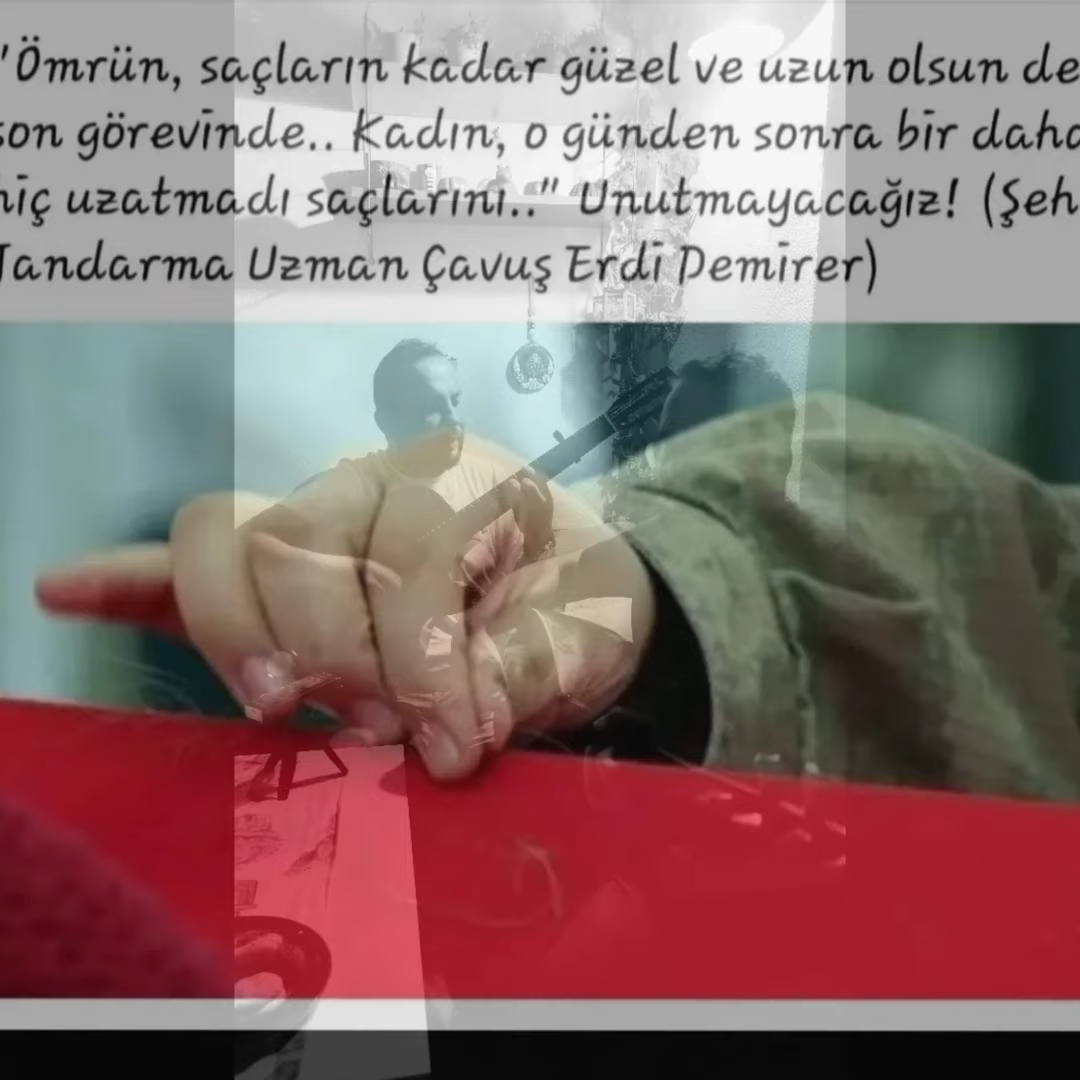 "Ömrün, saçların kadar güzel ve uzun olsun de
son görevinde.. Kadın, o günden sonra bir daha
hiç uzatmadı saçlarını.." Unutmayacağız! (Şeh
Jandarma Uzman Çavuş Erdi Demirer)